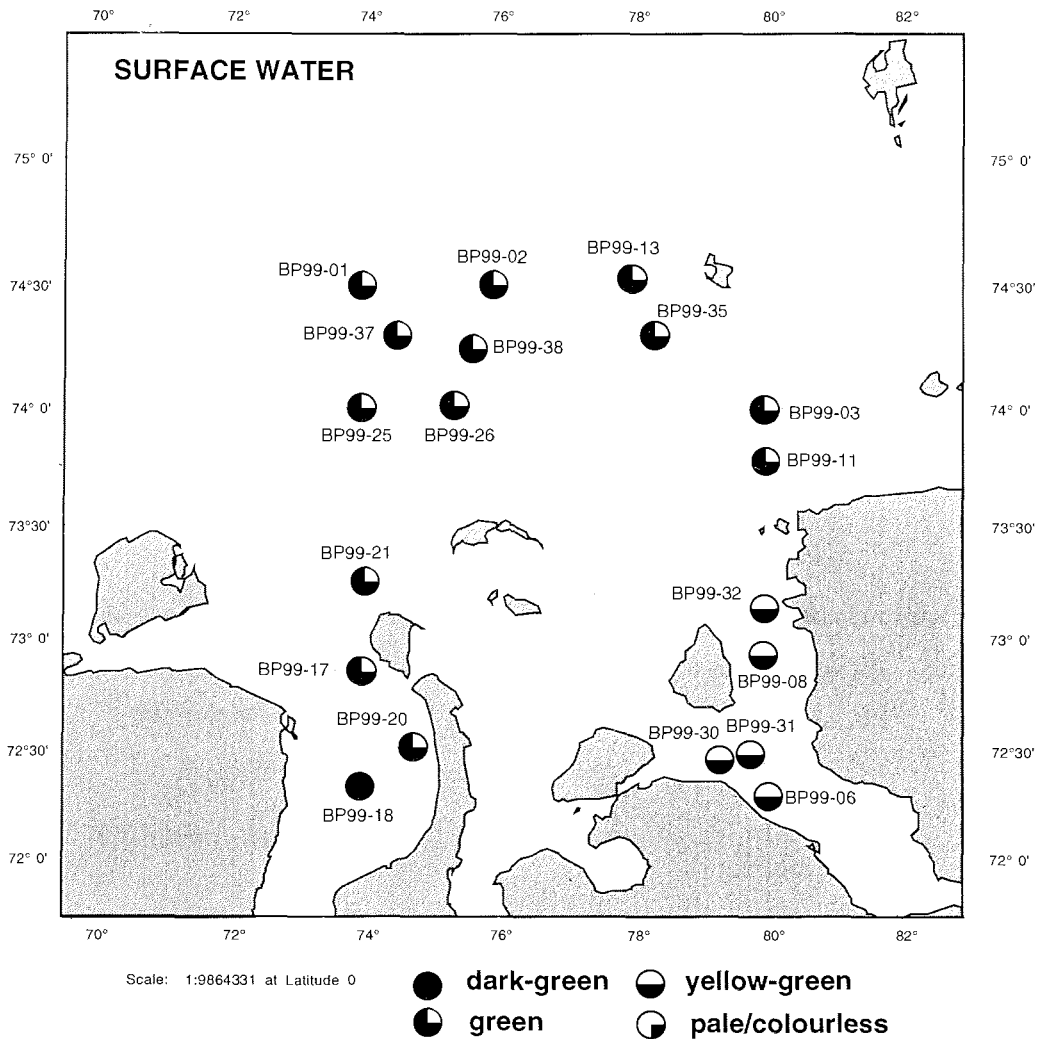 70° 72° 74° 76° 78° 80° 82°
SURFACE WATER
75° 0' 75° 0'
BP99-13
BP99-02
BP99-01
74°30' 74°30'
BP99-35
BP99-37
BP99-38
74° 0' 74° 0'
BP99-03
BP99-25 BP99-26
BP99-11
73°30' 73°30'
BP99-21
BP99-32
73° 0' 73° 0'
BP99-17
BP99-08
BP99-20
BP99-30 BP99-31
72°30' 72°30'
BP99-06
BP99-18
72° 0' 72° 0'
70° 72° 74° 76° 78° 80° 82°
Scale: 1:9864331 at Latitude 0
dark-green yellow-green
green pale/colourless